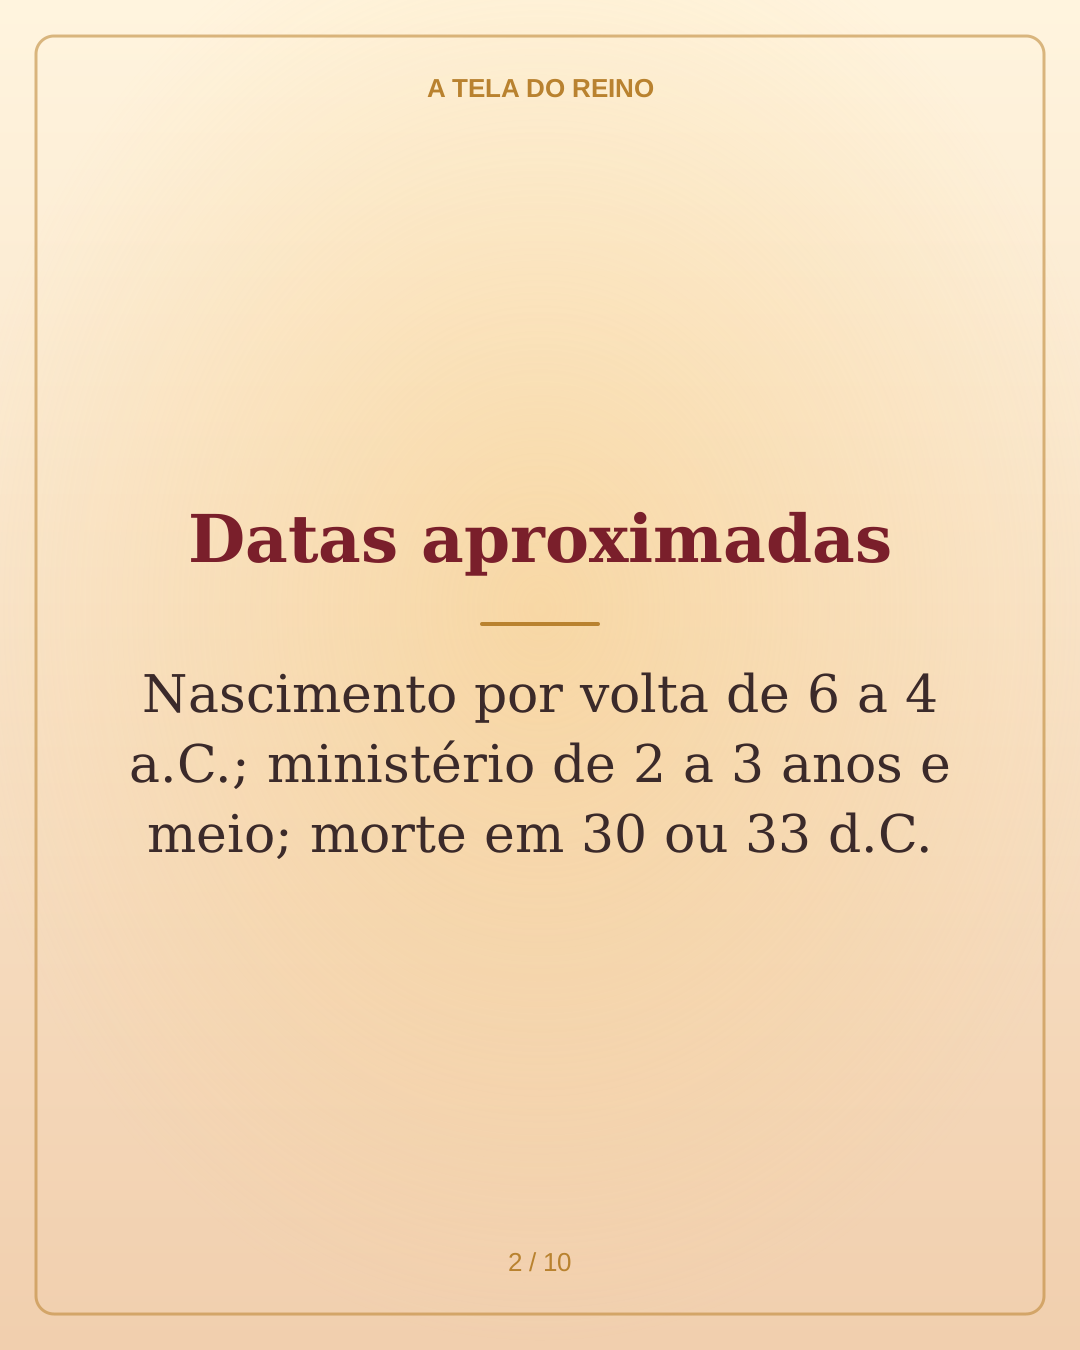 A TELA DO REINO
Datas aproximadas
Nascimento por volta de 6 a 4
a.C.; ministério de 2 a 3 anos e
meio; morte em 30 ou 33 d.C.
2 / 10